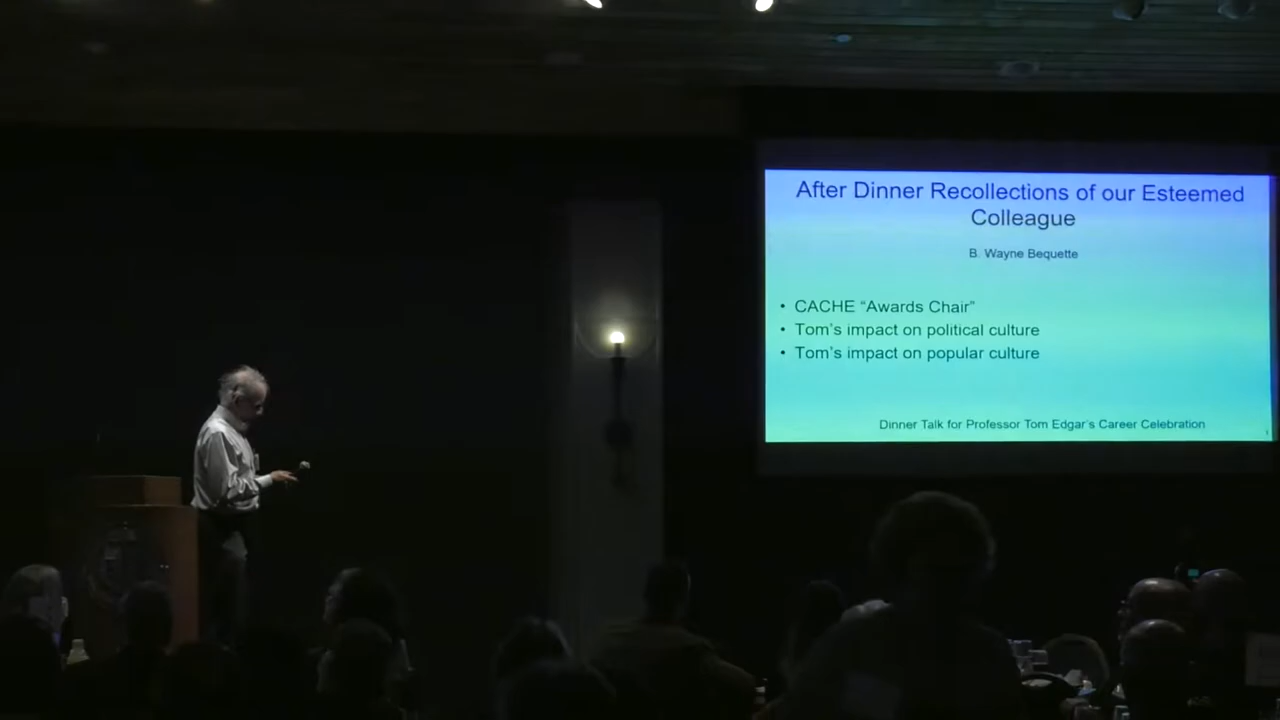 After Dinner Recollections of our Esteemed
Colleague
B. Wayne Bequette
• CACHE “Awards Chair”
• Tom’s impact on political culture
• Tom’s impact on popular culture
Dinner Talk for Professor Tom Edgar’s Career Celebration